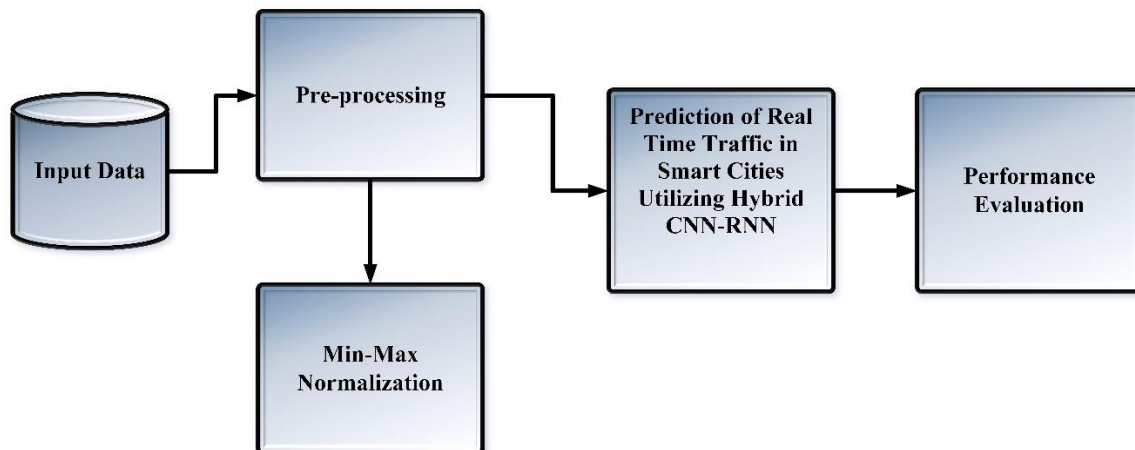 Input Data
Pre-processing
Min-Max
Normalization
Prediction of Real
Time Traffic in
Smart Cities
Utilizing Hybrid
CNN-RNN
Performance
Evaluation